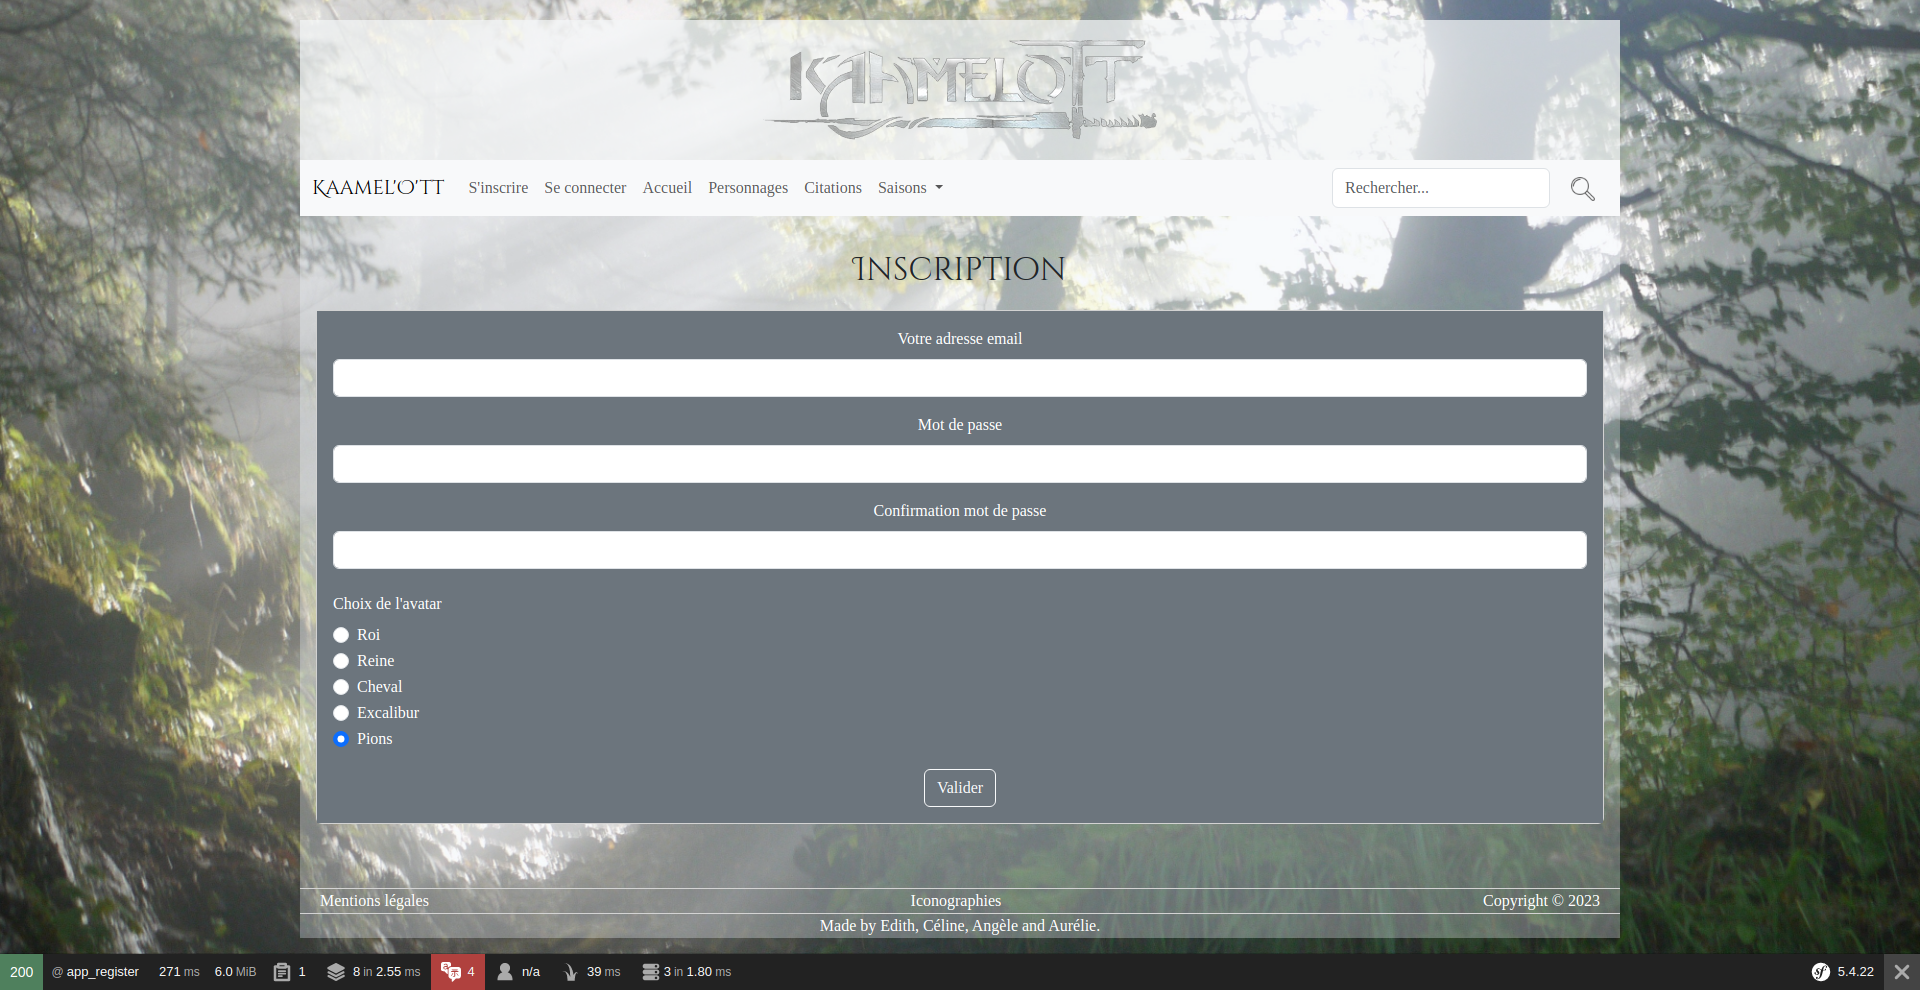 KAAMELOTT
KAAMEL'O'TT S'inscrire Se connecter Accueil Personnages Citations Saisons Rechercher...
INSCRIPTION
Votre adresse email
Mot de passe
Confirmation mot de passe
Choix de l'avatar
Roi
Reine
Cheval
Excalibur
Pions
Valider
Mentions légales Iconographies Copyright © 2023
Made by Edith, Céline, Angèle and Aurélie.
200 @ app_register 271 ms 6.0 MiB 1 8 in 2.55 ms 4 n/a 39 ms 3 in 1.80 ms sf 5.4.22